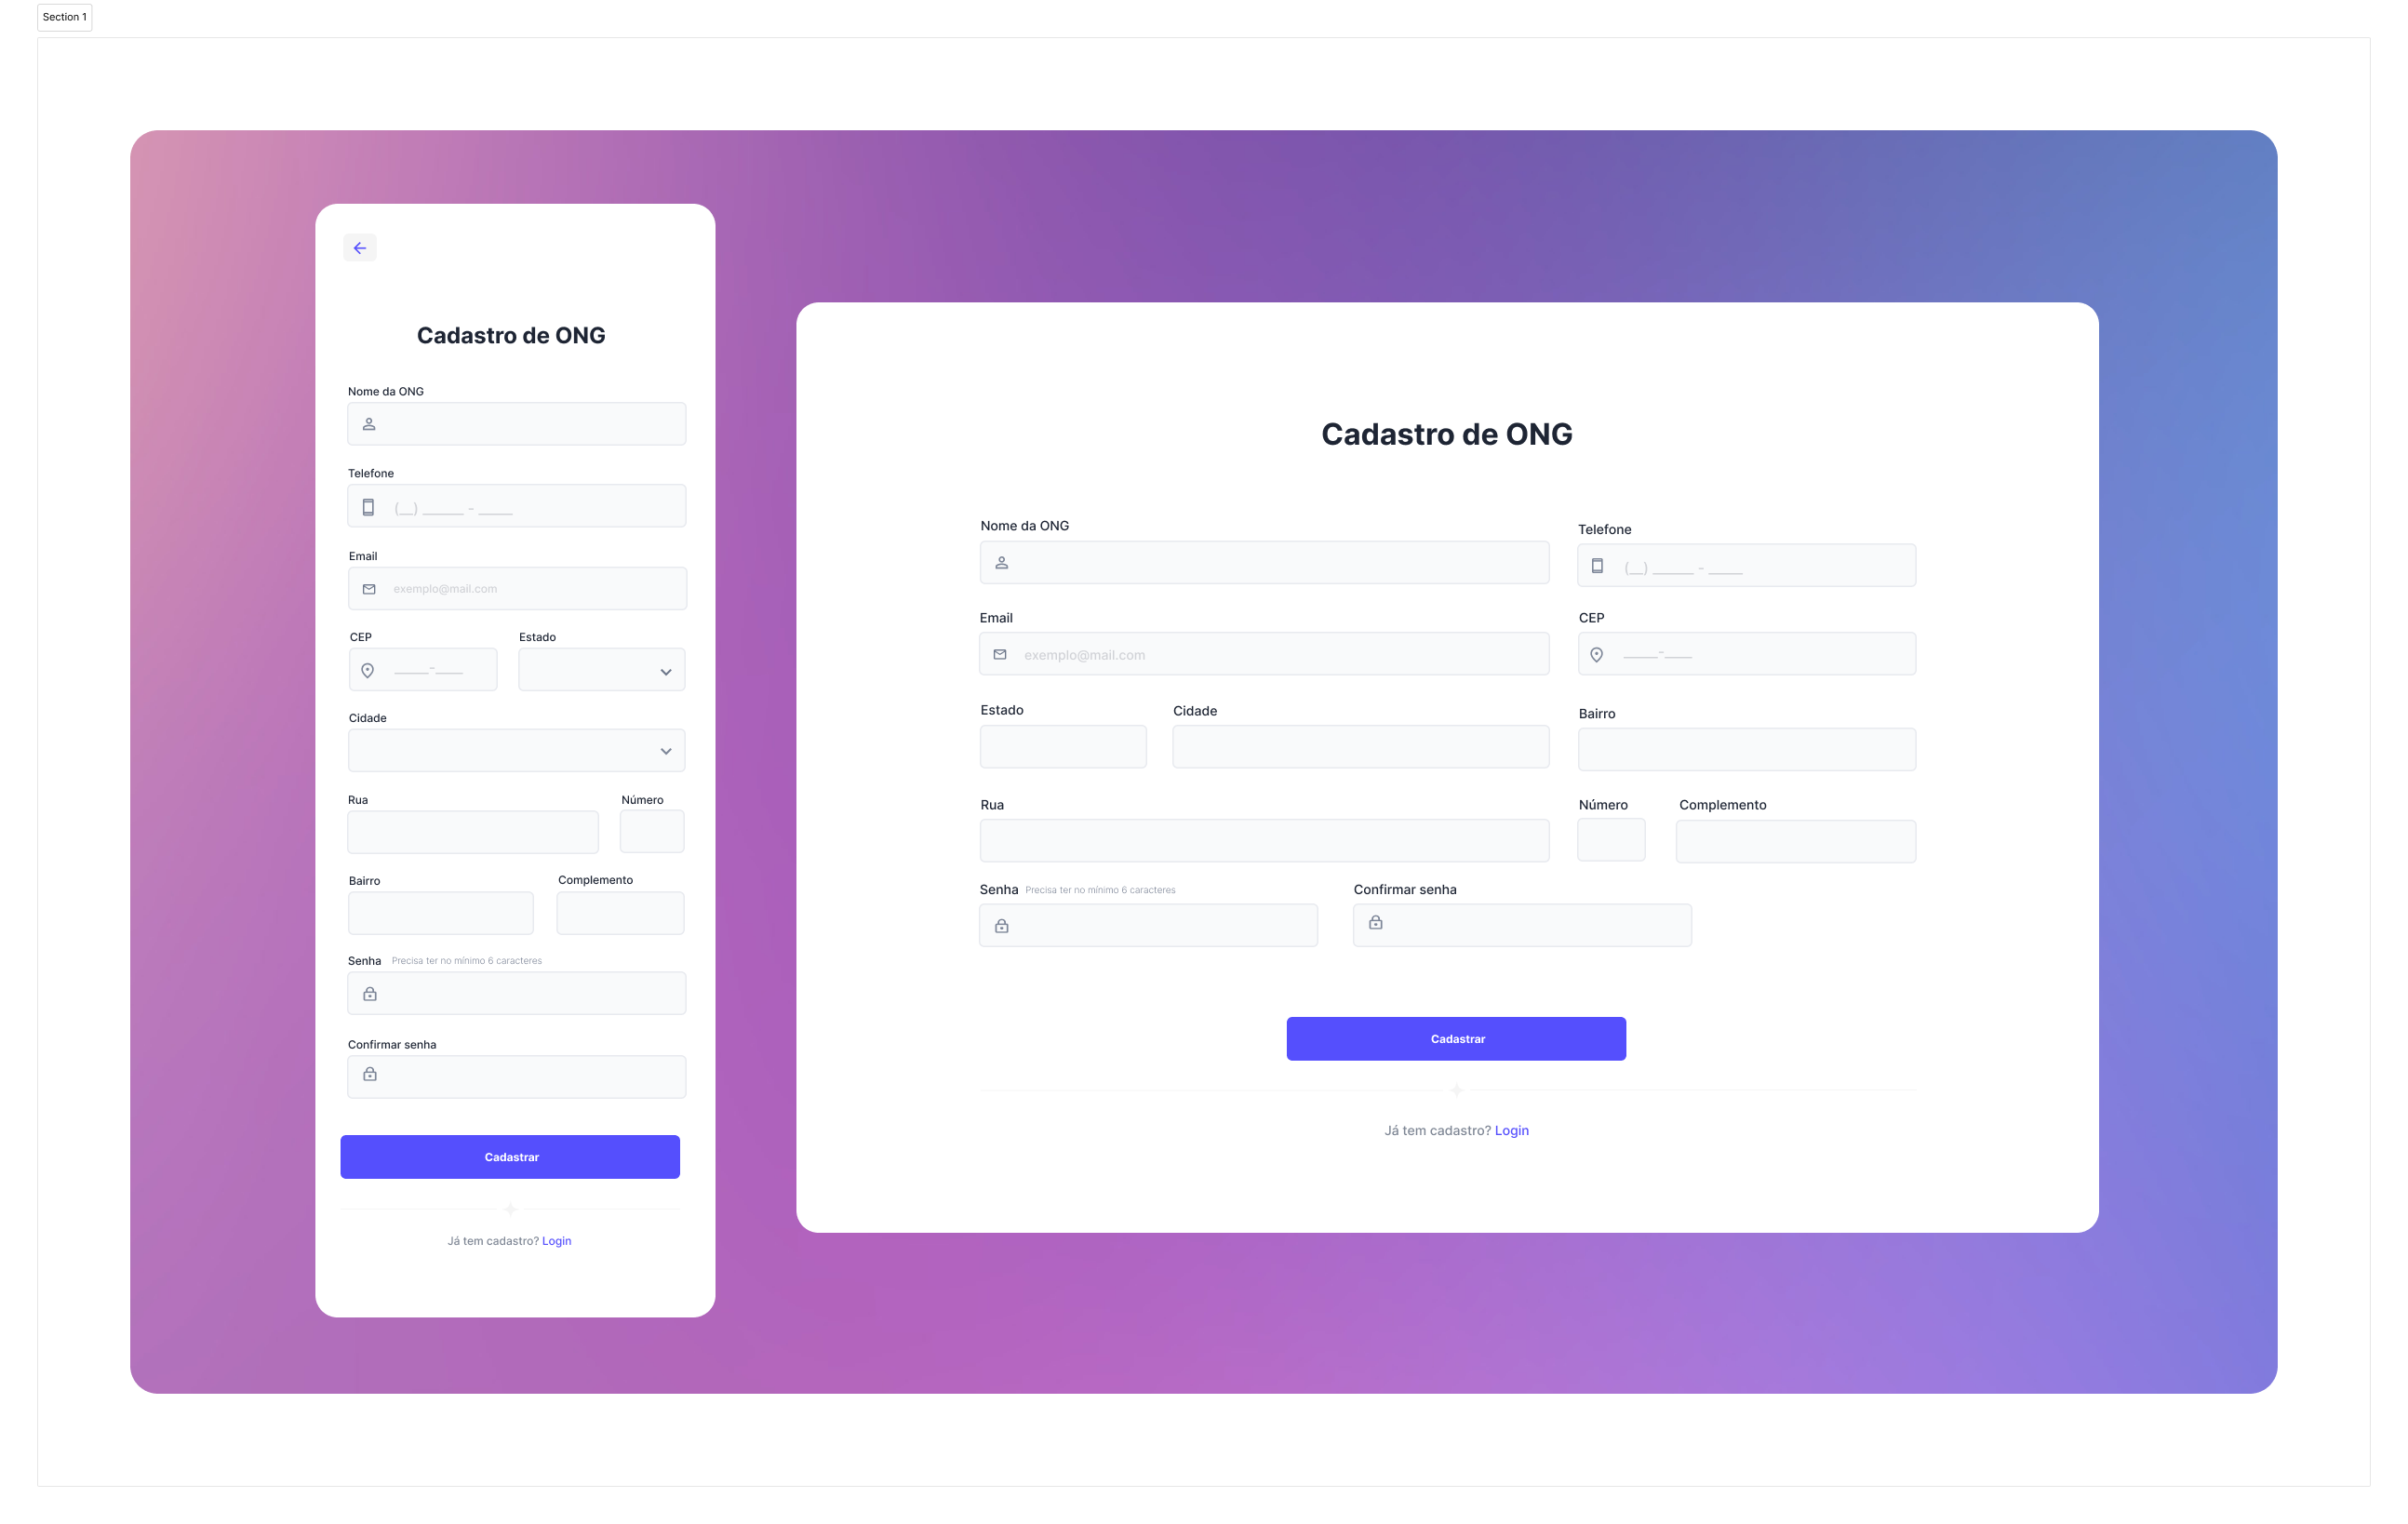 Section 1
Cadastro de ONG
Nome da ONG
Telefone
(__) ______ - _____
Email
exemplo@mail.com
CEP Estado
_____-____
Cidade
Rua Número
Bairro Complemento
Senha Precisa ter no mínimo 6 caracteres
Confirmar senha
Cadastrar
Já tem cadastro? Login
Cadastro de ONG
Nome da ONG Telefone
(__) ______ - _____
Email CEP
exemplo@mail.com _____-____
Estado Cidade Bairro
Rua Número Complemento
Senha Precisa ter no mínimo 6 caracteres Confirmar senha
Cadastrar
Já tem cadastro? Login